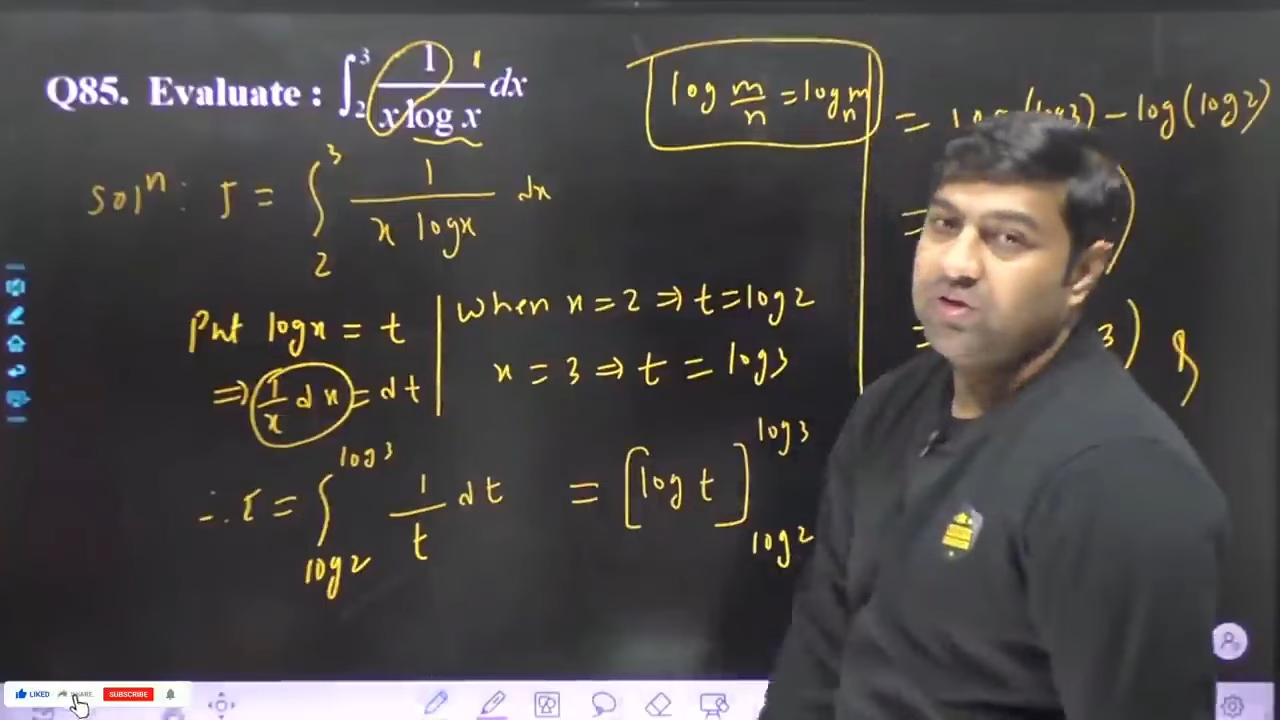 Q85. Evaluate : ∫₂³ 1/(x log x) dx
Solⁿ : I = ∫₂³ 1/(x logx) dx
Put logx = t
⇒ 1/x dx = dt
When x = 2 ⇒ t = log2
x = 3 ⇒ t = log3
∴ I = ∫_{log2}^{log3} 1/t dt = [log t]_{log2}^{log3}
log m/n = log m/n
= log(log3) - log(log2)
=
= 3)
LIKED SHARE SUBSCRIBE